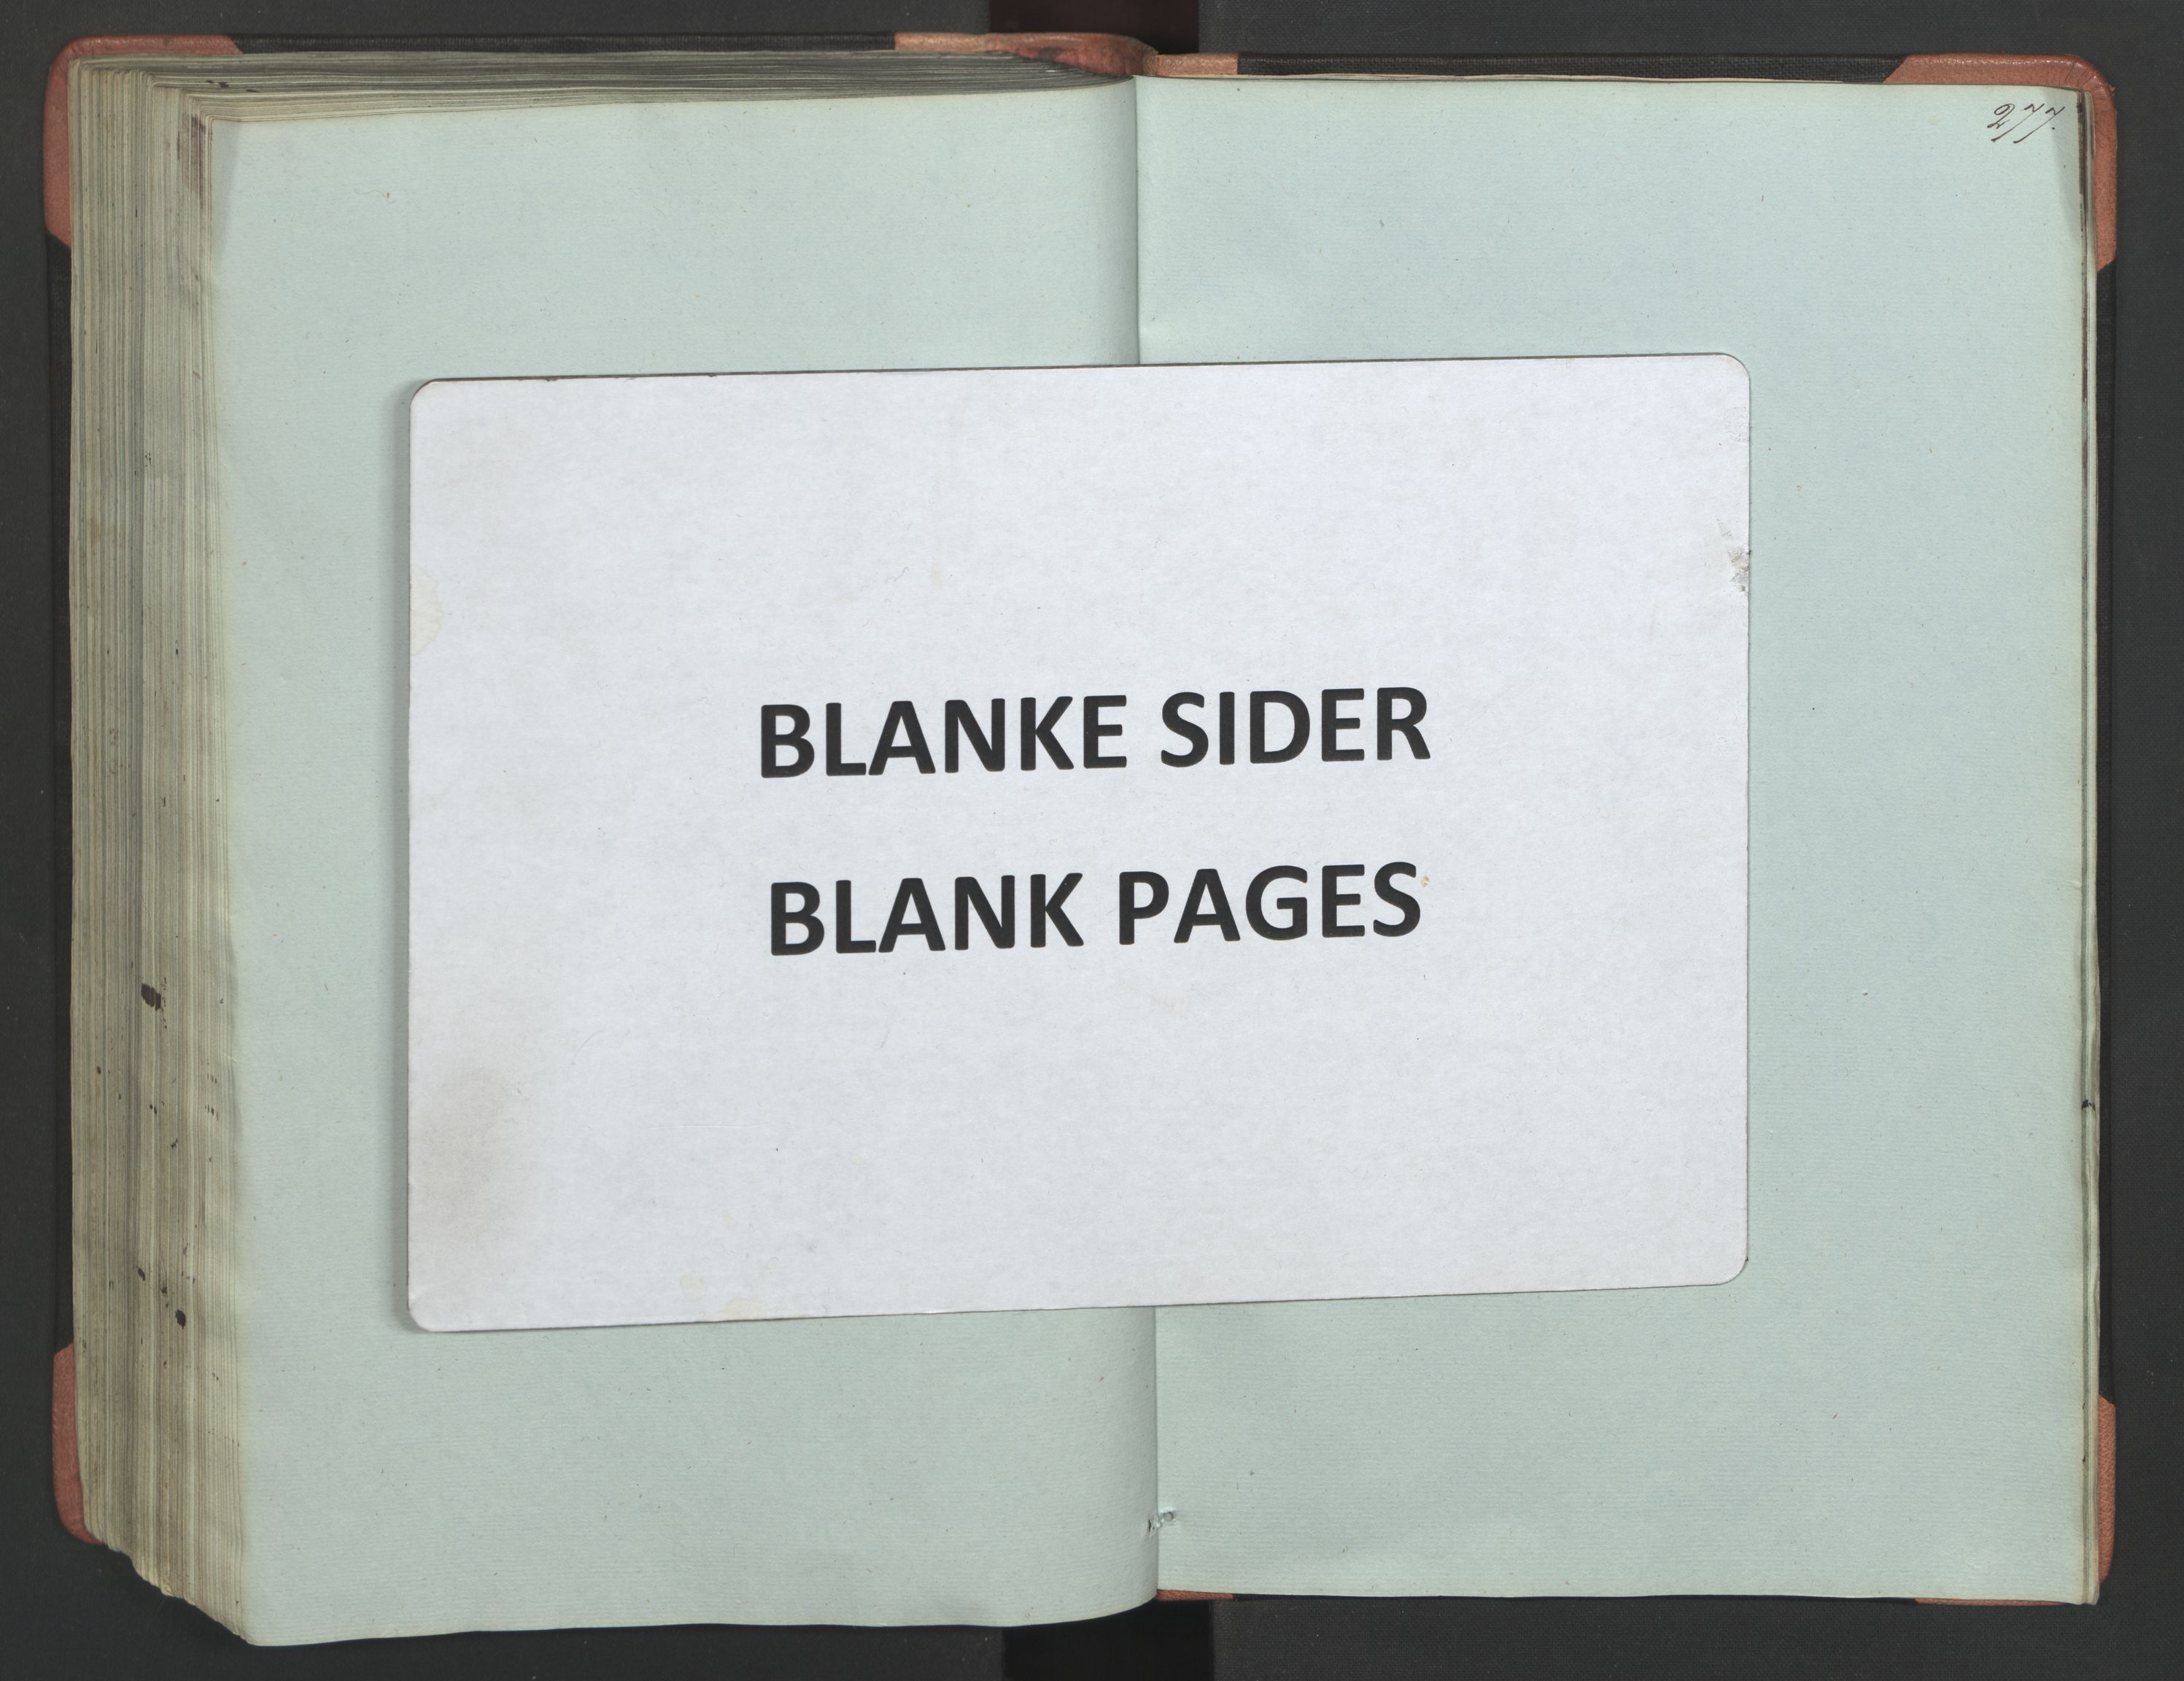 277.
BLANKE SIDER
BLANK PAGES